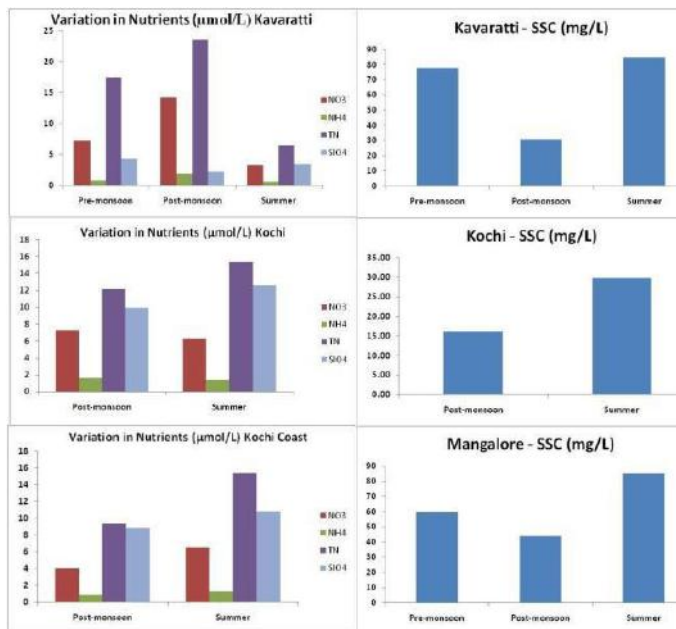 Variation in Nutrients (µmol/L) Kavaratti
25
20
15
10
5
0
Pre-monsoon
Post-monsoon
Summer
NO3
NH4
TN
SIO4
Kavaratti - SSC (mg/L)
90
80
70
60
50
40
30
20
10
0
Pre-monsoon
Post-monsoon
Summer
Variation in Nutrients (µmol/L) Kochi
18
16
14
12
10
8
6
4
2
0
Post-monsoon
Summer
NO3
NH4
TN
SIO4
Kochi - SSC (mg/L)
35.00
30.00
25.00
20.00
15.00
10.00
5.00
0.00
Post-monsoon
Summer
Variation in Nutrients (µmol/L) Kochi Coast
18
16
14
12
10
8
6
4
2
0
Post-monsoon
Summer
NO3
NH4
TN
SIO4
Mangalore - SSC (mg/L)
90
80
70
60
50
40
30
20
10
0
Pre-monsoon
Post-monsoon
Summer